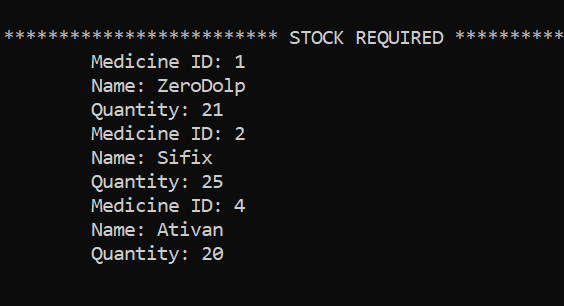 ************************* STOCK REQUIRED **********
Medicine ID: 1
Name: ZeroDolp
Quantity: 21
Medicine ID: 2
Name: Sifix
Quantity: 25
Medicine ID: 4
Name: Ativan
Quantity: 20